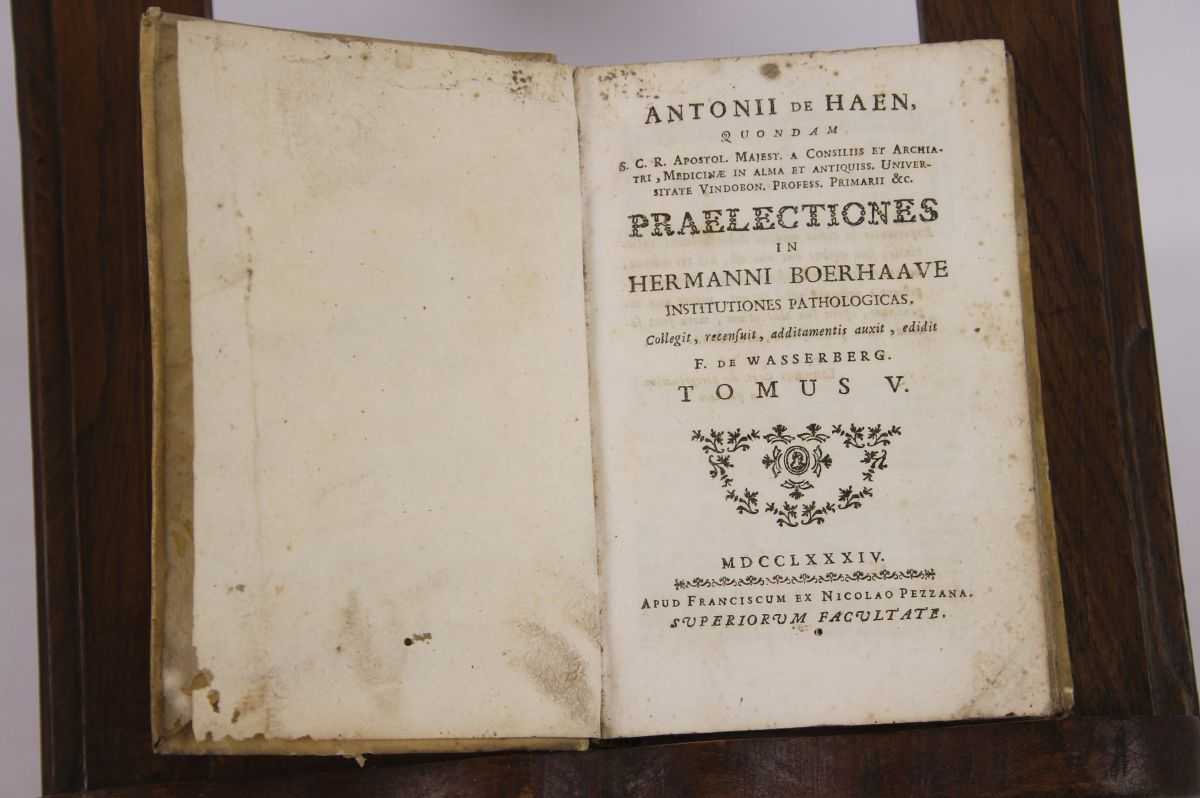 ANTONII DE HAEN,
QUONDAM
S. C. R. APOSTOL. MAJEST. A CONSILIIS ET ARCHIA-
TRI, MEDICINÆ IN ALMA ET ANTIQUISS. UNIVER-
SITATE VINDOBON. PROFESS. PRIMARII &c.
PRAELECTIONES
IN
HERMANNI BOERHAAVE
INSTITUTIONES PATHOLOGICAS.
Collegit, recenſuit, additamentis auxit, edidit
F. DE WASSERBERG.
TOMUS V.
MDCCLXXXIV.
APUD FRANCISCUM EX NICOLAO PEZZANA.
SUPERIORUM FACULTATE.